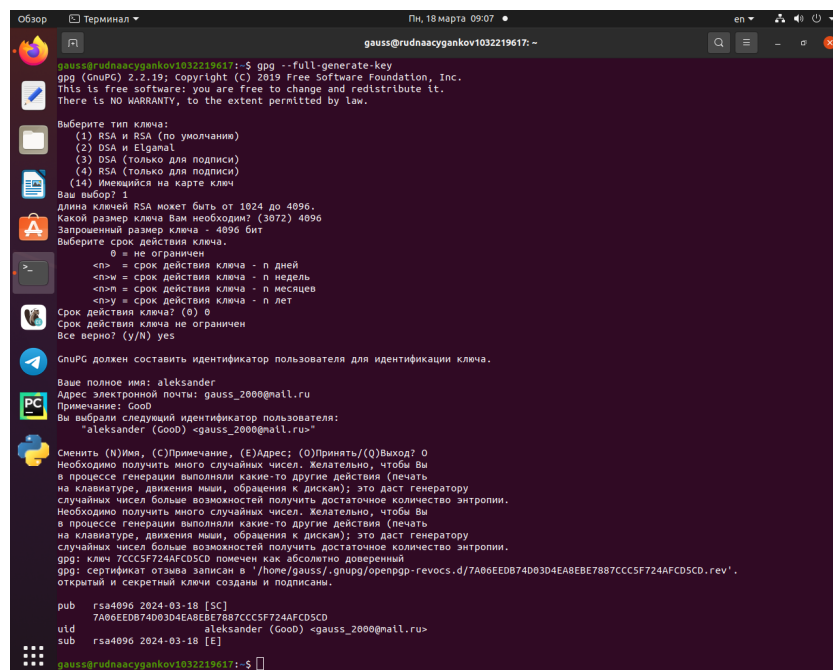 Обзор Терминал Пн, 18 марта 09:07 en
gauss@rudnaacygankov1032219617: ~
gauss@rudnaacygankov1032219617:~$ gpg --full-generate-key
gpg (GnuPG) 2.2.19; Copyright (C) 2019 Free Software Foundation, Inc.
This is free software: you are free to change and redistribute it.
There is NO WARRANTY, to the extent permitted by law.
Выберите тип ключа:
(1) RSA и RSA (по умолчанию)
(2) DSA и Elgamal
(3) DSA (только для подписи)
(4) RSA (только для подписи)
(14) Имеющийся на карте ключ
Ваш выбор? 1
длина ключей RSA может быть от 1024 до 4096.
Какой размер ключа Вам необходим? (3072) 4096
Запрошенный размер ключа - 4096 бит
Выберите срок действия ключа.
0 = не ограничен
<n> = срок действия ключа - n дней
<n>w = срок действия ключа - n недель
<n>m = срок действия ключа - n месяцев
<n>y = срок действия ключа - n лет
Срок действия ключа? (0) 0
Срок действия ключа не ограничен
Все верно? (y/N) yes
GnuPG должен составить идентификатор пользователя для идентификации ключа.
Ваше полное имя: aleksander
Адрес электронной почты: gauss_2000@mail.ru
Примечание: GooD
Вы выбрали следующий идентификатор пользователя:
"aleksander (GooD) <gauss_2000@mail.ru>"
Сменить (N)Имя, (C)Примечание, (E)Адрес; (O)Принять/(Q)Выход? O
Необходимо получить много случайных чисел. Желательно, чтобы Вы
в процессе генерации выполняли какие-то другие действия (печать
на клавиатуре, движения мыши, обращения к дискам); это даст генератору
случайных чисел больше возможностей получить достаточное количество энтропии.
Необходимо получить много случайных чисел. Желательно, чтобы Вы
в процессе генерации выполняли какие-то другие действия (печать
на клавиатуре, движения мыши, обращения к дискам); это даст генератору
случайных чисел больше возможностей получить достаточное количество энтропии.
gpg: ключ 7CCC5F724AFCD5CD помечен как абсолютно доверенный
gpg: сертификат отзыва записан в '/home/gauss/.gnupg/openpgp-revocs.d/7A06EEDB74D03D4EA8EBE7887CCC5F724AFCD5CD.rev'.
открытый и секретный ключи созданы и подписаны.
pub rsa4096 2024-03-18 [SC]
7A06EEDB74D03D4EA8EBE7887CCC5F724AFCD5CD
uid aleksander (GooD) <gauss_2000@mail.ru>
sub rsa4096 2024-03-18 [E]
gauss@rudnaacygankov1032219617:~$
PC